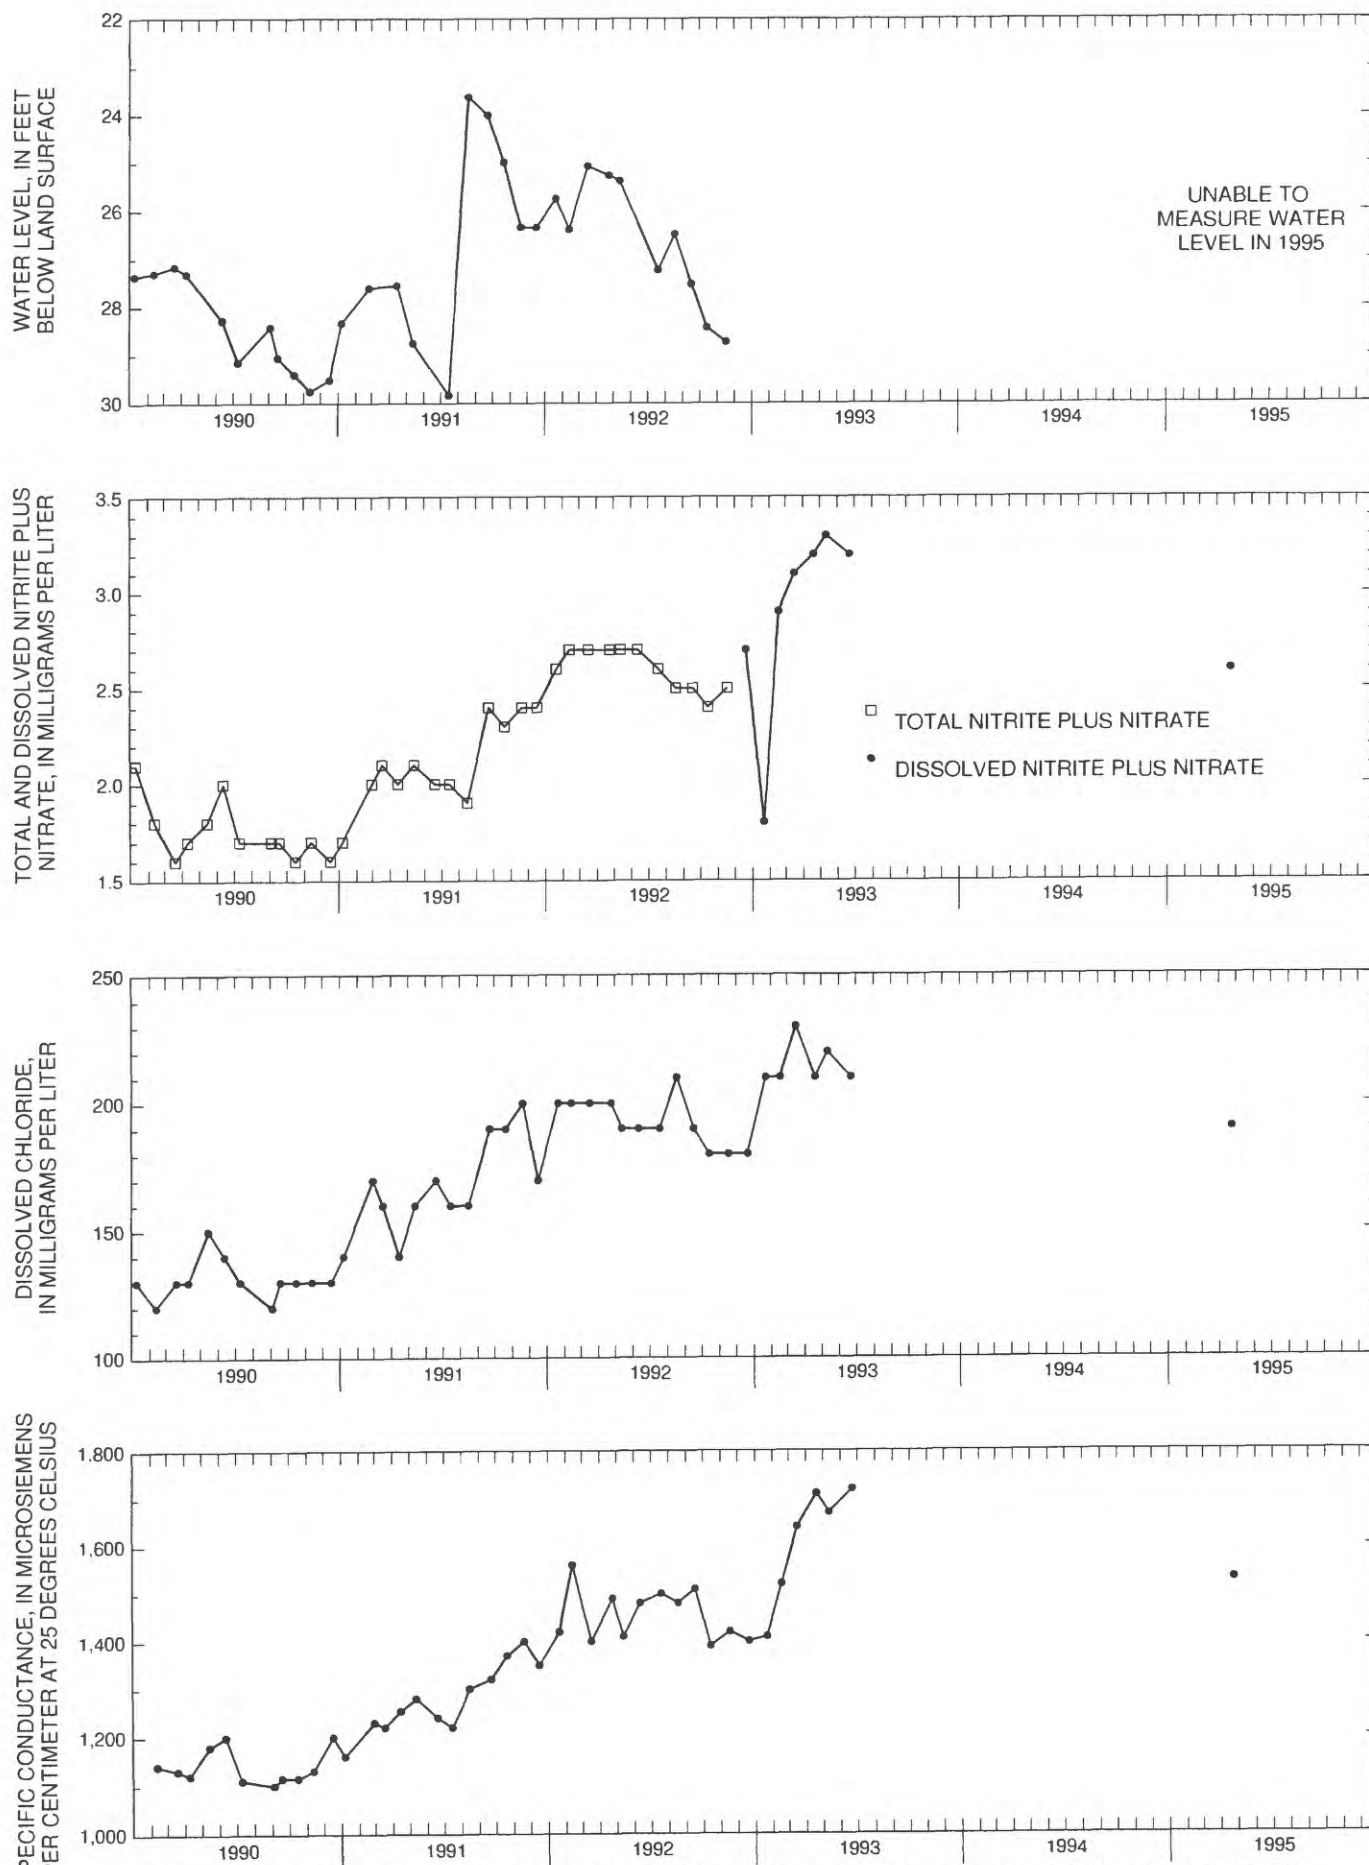 WATER LEVEL, IN FEET
BELOW LAND SURFACE
22
24
26
28
30
UNABLE TO
MEASURE WATER
LEVEL IN 1995
1990 1991 1992 1993 1994 1995
TOTAL AND DISSOLVED NITRITE PLUS
NITRATE, IN MILLIGRAMS PER LITER
3.5
3.0
2.5
2.0
1.5
TOTAL NITRITE PLUS NITRATE
DISSOLVED NITRITE PLUS NITRATE
1990 1991 1992 1993 1994 1995
DISSOLVED CHLORIDE,
IN MILLIGRAMS PER LITER
250
200
150
100
1990 1991 1992 1993 1994 1995
PECIFIC CONDUCTANCE, IN MICROSIEMENS
ER CENTIMETER AT 25 DEGREES CELSIUS
1,800
1,600
1,400
1,200
1,000
1990 1991 1992 1993 1994 1995